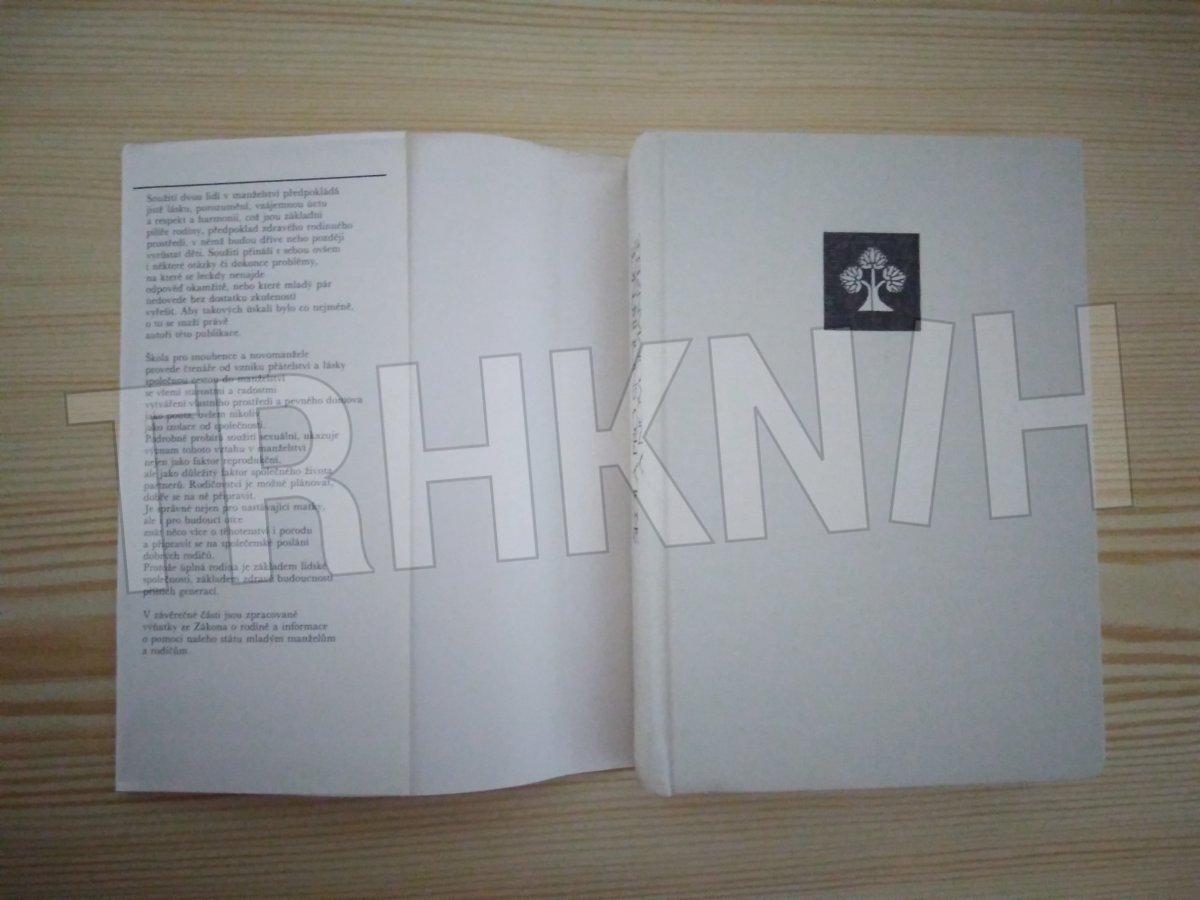 Soužití dvou lidí v manželství předpokládá
jistě lásku, porozumění, vzájemnou úctu
a respekt a harmonii, což jsou základní
pilíře rodiny, předpoklad zdravého rodinného
prostředí, v němž budou dříve nebo později
vyrůstat děti. Soužití přináší s sebou ovšem
i některé otázky či dokonce problémy,
na které se leckdy nenajde
odpověď okamžitě, nebo které mladý pár
nedovede bez dostatku zkušeností
vyřešit. Aby takových úskalí bylo co nejméně,
o to se snaží právě
autoři této publikace.
Škola pro snoubence a novomanžele
provede čtenáře od vzniku přátelství a lásky
společnou cestou do manželství
se všemi starostmi a radostmi
vytváření vlastního prostředí a pevného domova
jako pouta, ovšem nikoliv
jako izolace od společnosti.
Podrobně probírá soužití sexuální, ukazuje
význam tohoto vztahu v manželství
nejen jako faktor reprodukční,
ale jako důležitý faktor společného života
partnerů. Rodičovství je možné plánovat,
dobře se na ně připravit.
Je správné nejen pro nastávající matky,
ale i pro budoucí otce
znát něco více o těhotenství i porodu
a připravit se na společenské poslání
dobrých rodičů.
Protože úplná rodina je základem lidské
společnosti, základem zdravé budoucnosti
příštích generací.
V závěrečné části jsou zpracované
výňatky ze Zákona o rodině a informace
o pomoci našeho státu mladým manželům
a rodičům.
TRHKNIH